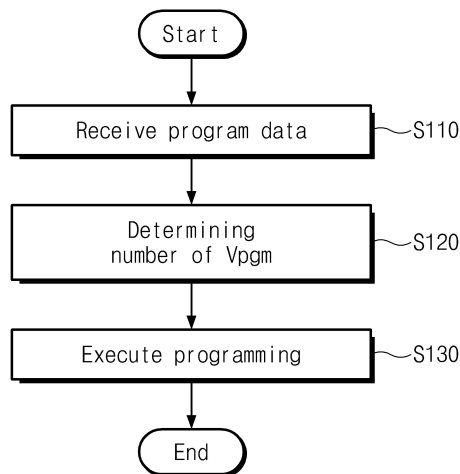 Start
Receive program data
S110
Determining
number of Vpgm
S120
Execute programming
S130
End